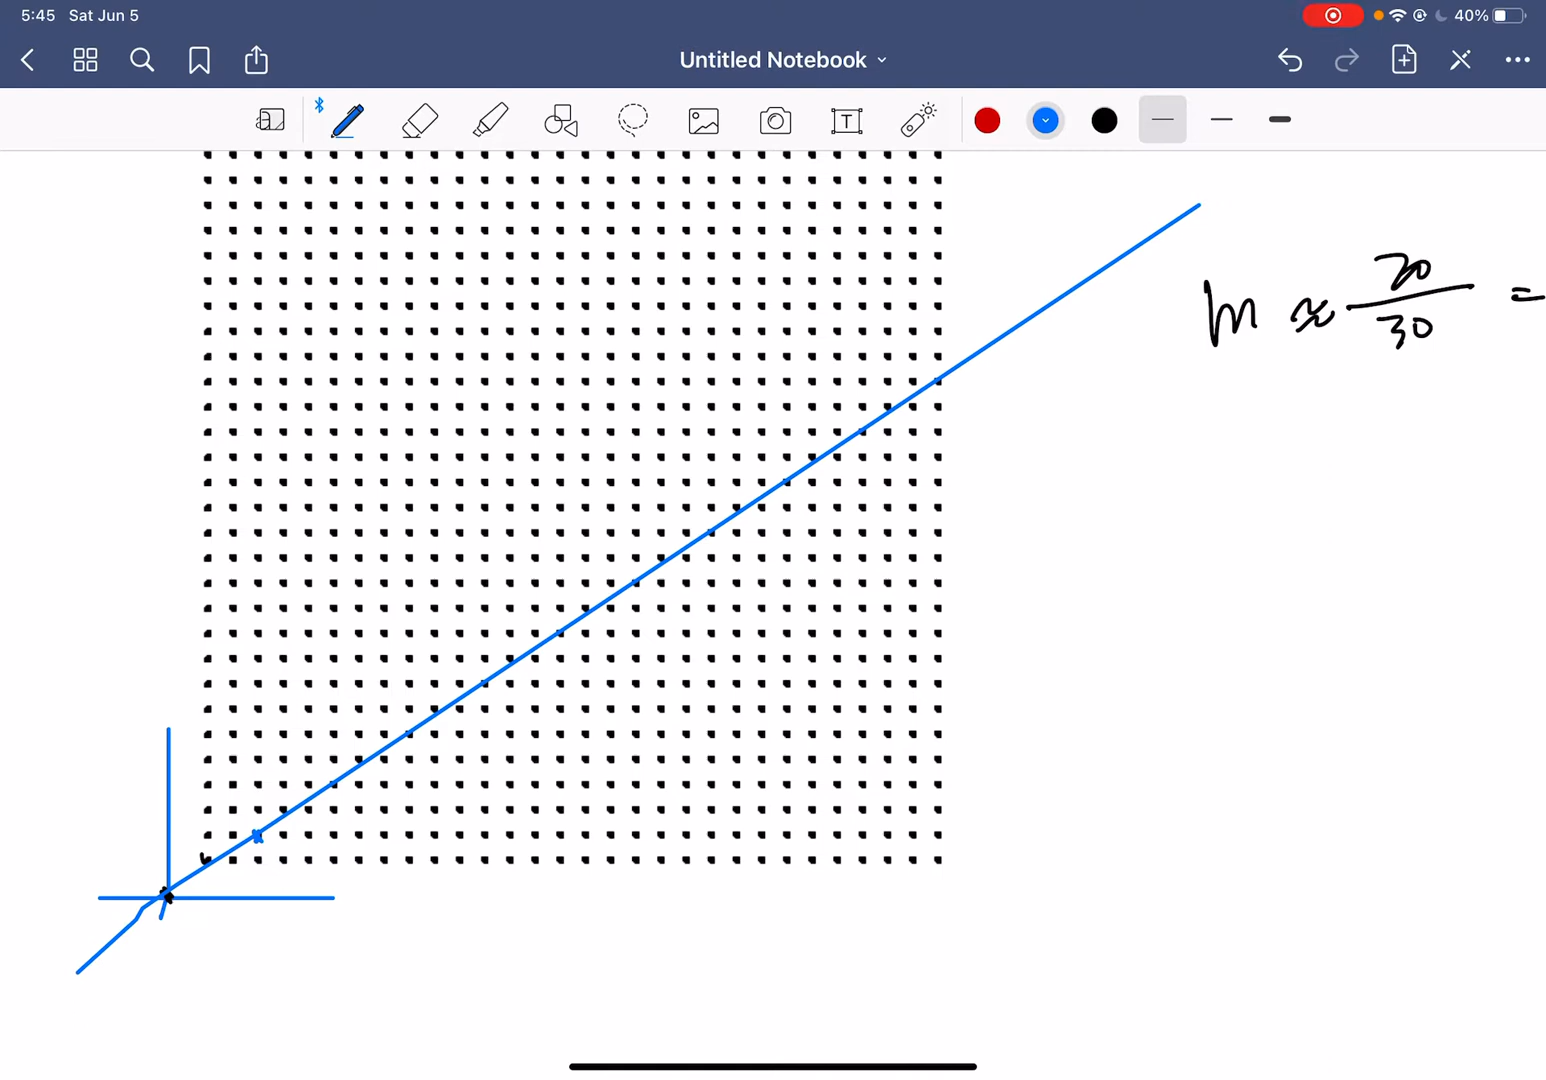 5:45 Sat Jun 5
40%
Untitled Notebook
T
m ≈ 20/30 =